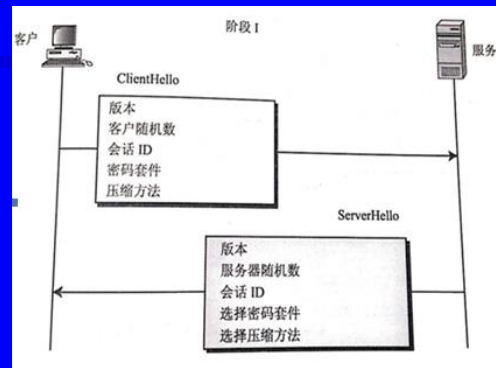 阶段 I
客户
服务
ClientHello
版本
客户随机数
会话 ID
密码套件
压缩方法
ServerHello
版本
服务器随机数
会话 ID
选择密码套件
选择压缩方法